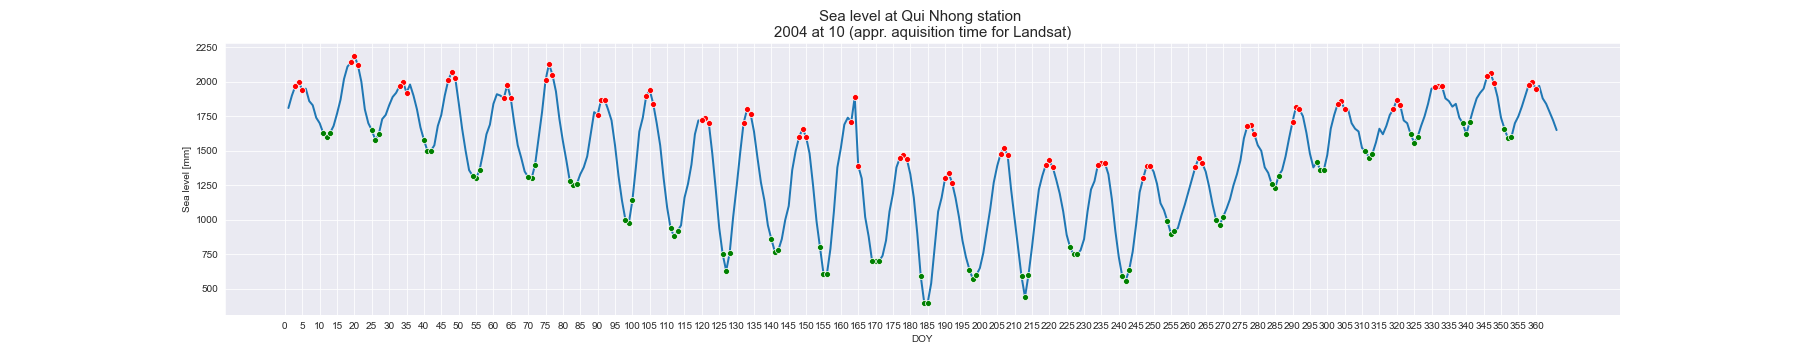 Sea level at Qui Nhong station
2004 at 10 (appr. aquisition time for Landsat)
Sea level [mm]
2250
2000
1750
1500
1250
1000
750
500
0 5 10 15 20 25 30 35 40 45 50 55 60 65 70 75 80 85 90 95 100 105 110 115 120 125 130 135 140 145 150 155 160 165 170 175 180 185 190 195 200 205 210 215 220 225 230 235 240 245 250 255 260 265 270 275 280 285 290 295 300 305 310 315 320 325 330 335 340 345 350 355 360
DOY